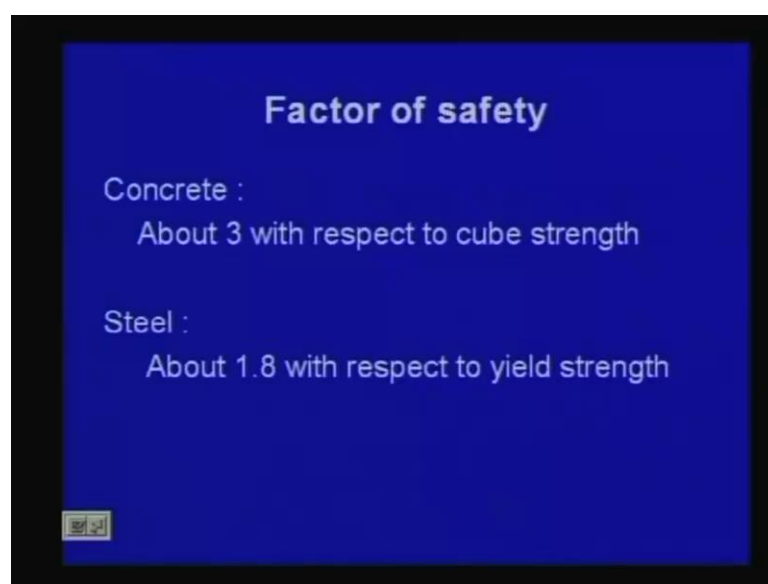 Factor of safety
Concrete :
About 3 with respect to cube strength
Steel :
About 1.8 with respect to yield strength